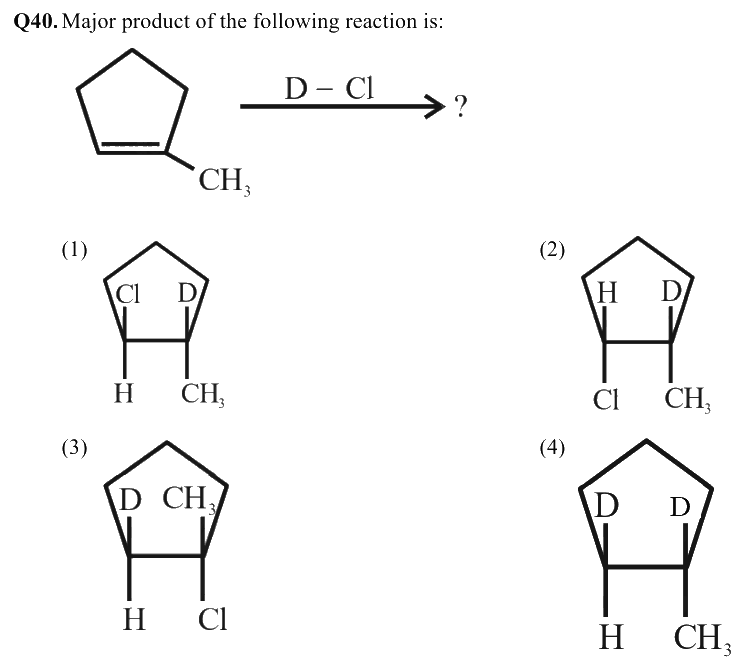 Q40. Major product of the following reaction is:
D – Cl
?
CH₃
(1)
Cl D
H CH₃
(2)
H D
Cl CH₃
(3)
D CH₃
H Cl
(4)
D D
H CH₃